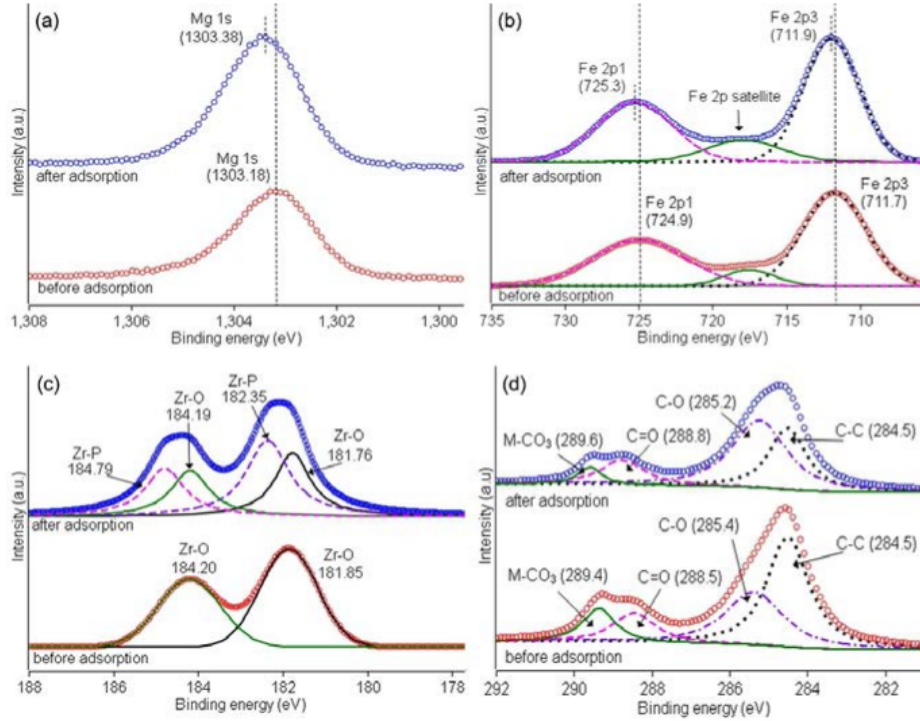 (a)
Mg 1s
(1303.38)
after adsorption
Mg 1s
(1303.18)
before adsorption
Intensity (a.u.)
1,308 1,306 1,304 1,302 1,300
Binding energy (eV)
(b)
Fe 2p3
(711.9)
Fe 2p1
(725.3)
Fe 2p satellite
after adsorption
Fe 2p1
(724.9)
Fe 2p3
(711.7)
before adsorption
Intensity (a.u.)
735 730 725 720 715 710
Binding energy (eV)
(c)
Zr-P
182.35
Zr-O
184.19
Zr-O
181.76
Zr-P
184.79
after adsorption
Zr-O
184.20
Zr-O
181.85
before adsorption
Intensity (a.u.)
188 186 184 182 180 178
Binding energy (eV)
(d)
C-O (285.2)
M-CO₃ (289.6)
C=O (288.8)
C-C (284.5)
after adsorption
C-O (285.4)
C-C (284.5)
M-CO₃ (289.4)
C=O (288.5)
before adsorption
Intensity (a.u)
292 290 288 286 284 282
Binding energy (eV)